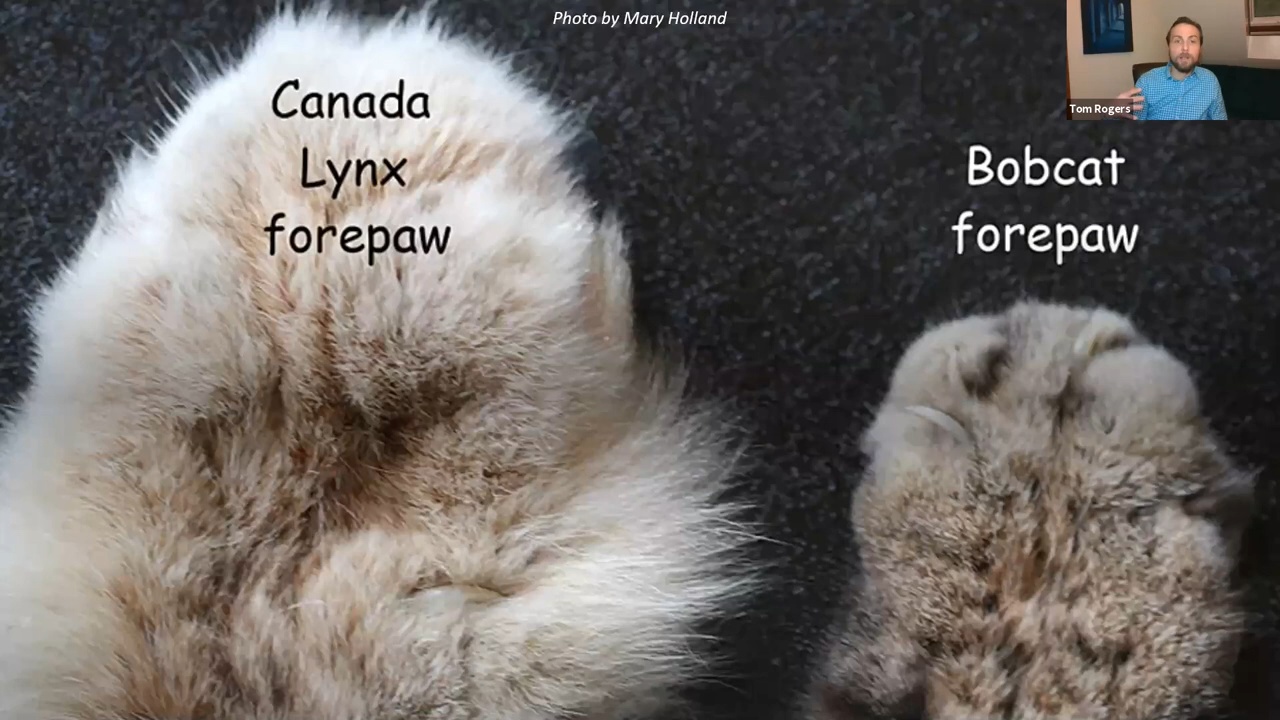 Photo by Mary Holland
Tom Rogers
Canada
Lynx
forepaw
Bobcat
forepaw